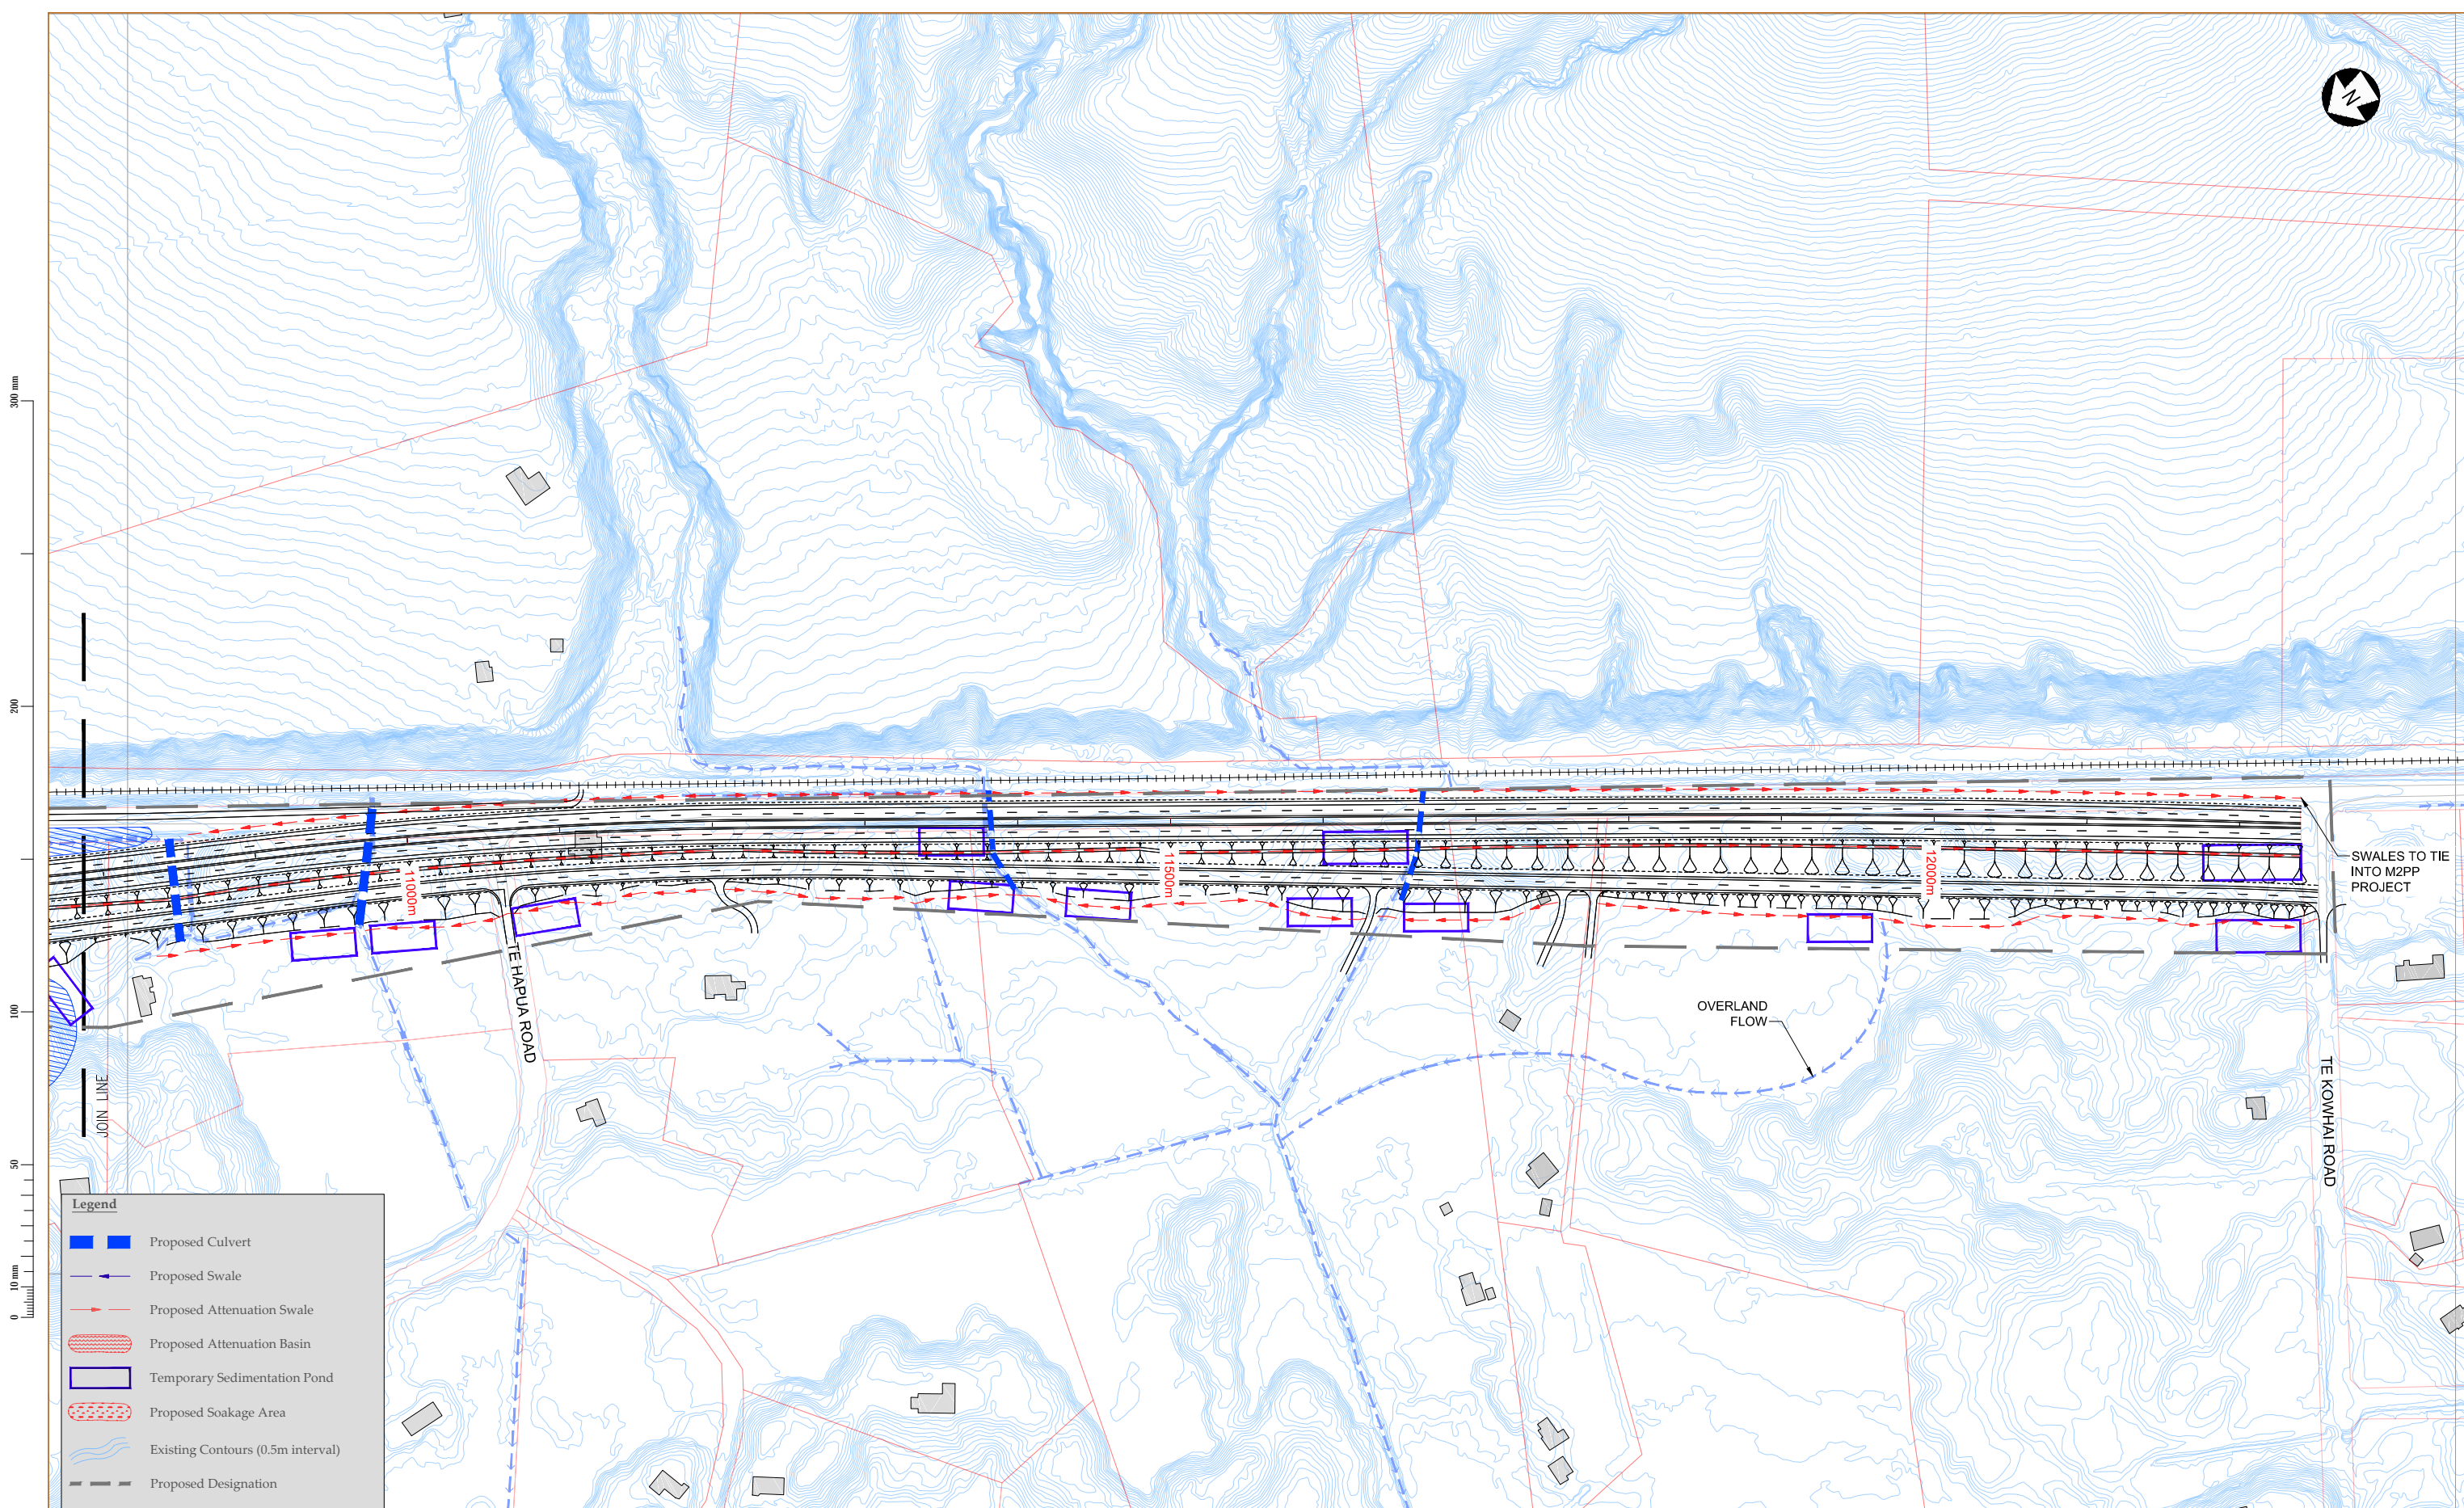 N
300 mm
200
100
50
10 mm
0
11000m
11500m
12000m
SWALES TO TIE
INTO M2PP
PROJECT
TE HAPUA ROAD
OVERLAND
FLOW
TE KOWHAI ROAD
JOIN LINE
Legend
Proposed Culvert
Proposed Swale
Proposed Attenuation Swale
Proposed Attenuation Basin
Temporary Sedimentation Pond
Proposed Soakage Area
Existing Contours (0.5m interval)
Proposed Designation